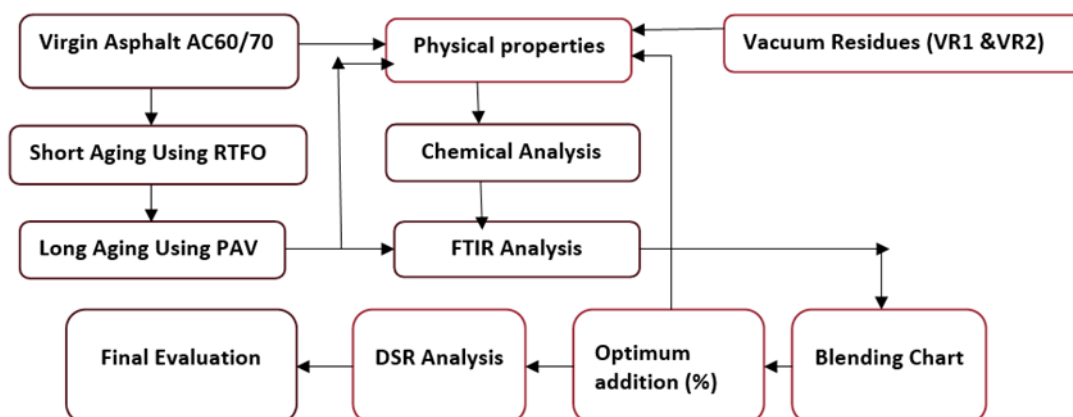 Virgin Asphalt AC60/70
Physical properties
Vacuum Residues (VR1 &VR2)
Short Aging Using RTFO
Chemical Analysis
Long Aging Using PAV
FTIR Analysis
Final Evaluation
DSR Analysis
Optimum
addition (%)
Blending Chart